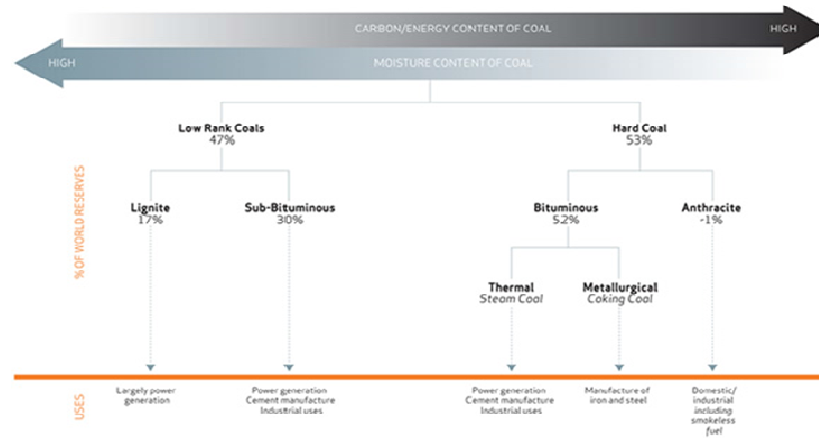 CARBON/ENERGY CONTENT OF COAL
HIGH
HIGH
MOISTURE CONTENT OF COAL
Low Rank Coals
47%
Hard Coal
53%
% OF WORLD RESERVES
Lignite
17%
Sub-Bituminous
30%
Bituminous
52%
Anthracite
-1%
Thermal
Steam Coal
Metallurgical
Coking Coal
USES
Largely power
generation
Power generation
Cement manufacture
Industrial uses
Power generation
Cement manufacture
Industrial uses
Manufacture of
iron and steel
Domestic/
industrial
including
smokeless
fuel